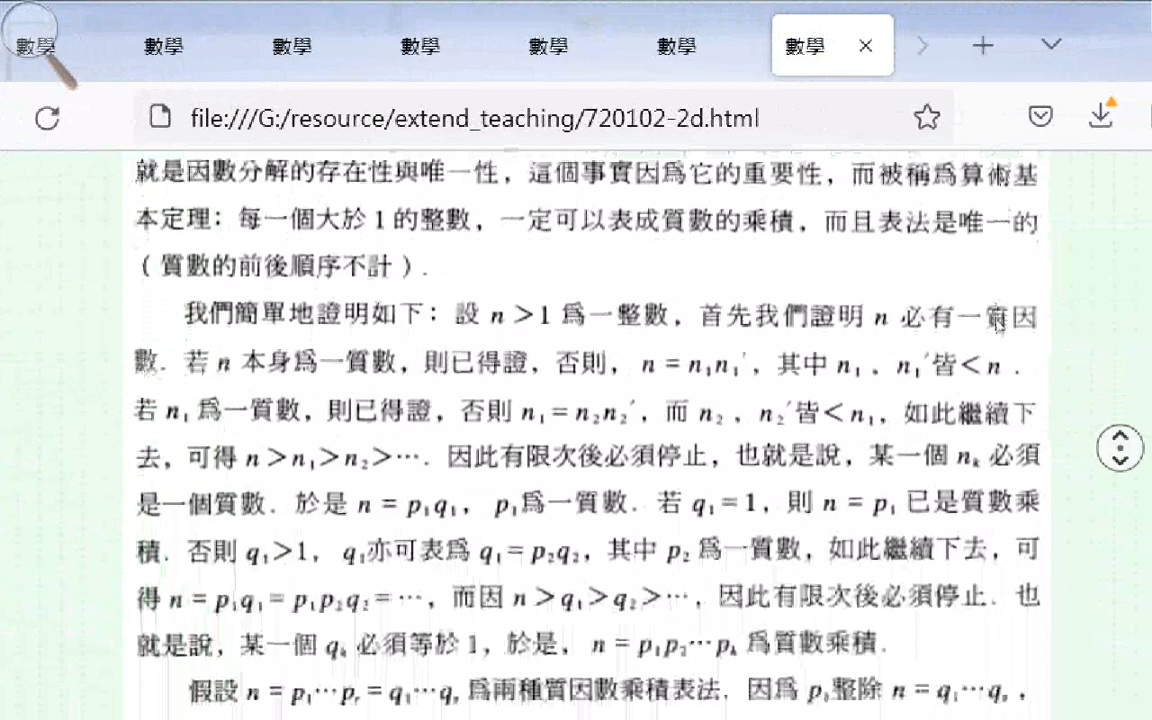 數學 數學 數學 數學 數學 數學 數學
file:///G:/resource/extend_teaching/720102-2d.html
就是因數分解的存在性與唯一性，這個事實因爲它的重要性，而被稱爲算術基
本定理：每一個大於 1 的整數，一定可以表成質數的乘積，而且表法是唯一的
（質數的前後順序不計）．
我們簡單地證明如下：設 n＞1 爲一整數，首先我們證明 n 必有一質因
數．若 n 本身爲一質數，則已得證，否則，n = n₁n₁′，其中 n₁，n₁′皆＜n．
若 n₁ 爲一質數，則已得證，否則 n₁ = n₂n₂′，而 n₂，n₂′皆＜n₁，如此繼續下
去，可得 n＞n₁＞n₂＞⋯．因此有限次後必須停止，也就是說，某一個 nₖ 必須
是一個質數．於是 n = p₁q₁，p₁爲一質數．若 q₁ = 1，則 n = p₁ 已是質數乘
積．否則 q₁＞1，q₁亦可表爲 q₁ = p₂q₂，其中 p₂ 爲一質數，如此繼續下去，可
得 n = p₁q₁ = p₁p₂q₂ = ⋯，而因 n＞q₁＞q₂＞⋯，因此有限次後必須停止．也
就是說，某一個 qₖ 必須等於 1，於是，n = p₁p₂⋯pₖ 爲質數乘積．
假設 n = p₁⋯pᵣ = q₁⋯qₛ 爲兩種質因數乘積表法．因爲 p₁整除 n = q₁⋯qₛ，